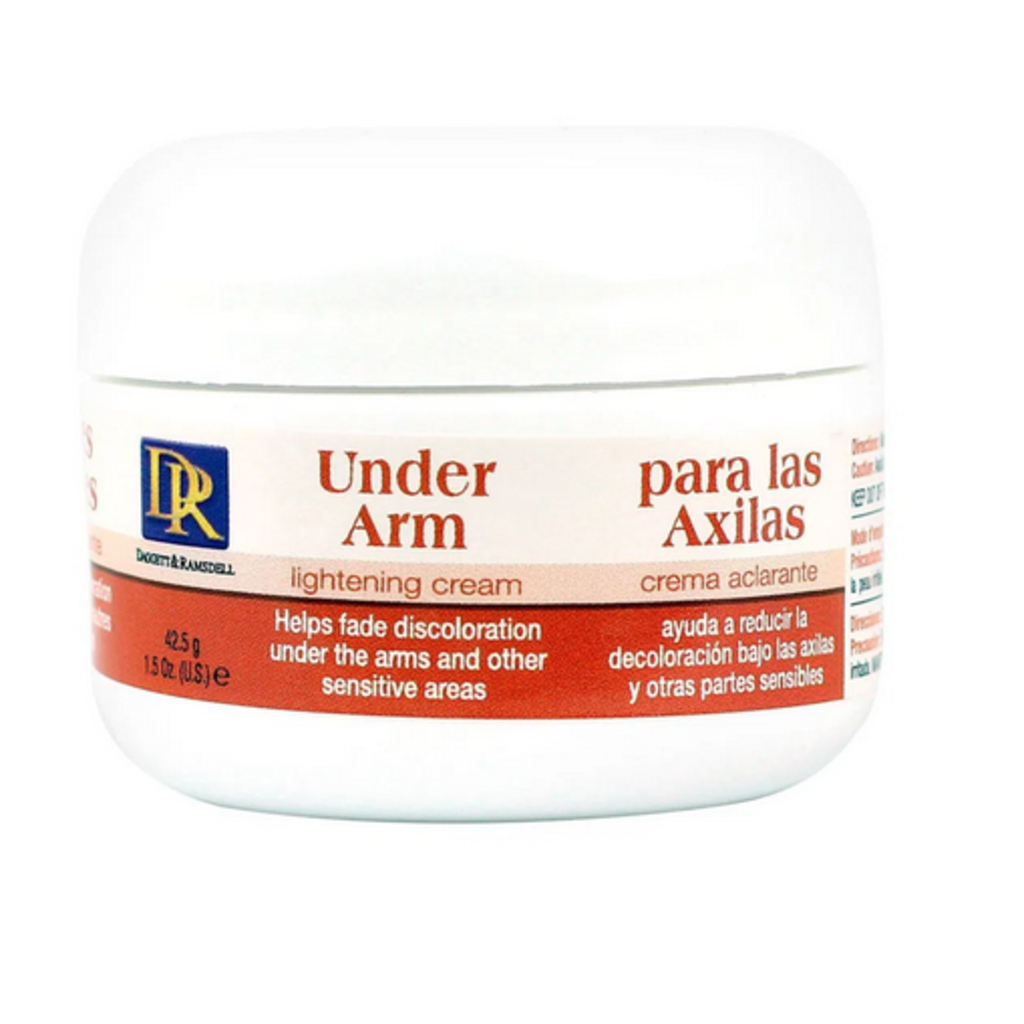 DR
DAGGETT & RAMSDELL
42.5 g
1.5 Oz. (U.S.) e
Under
Arm
lightening cream
Helps fade discoloration
under the arms and other
sensitive areas
para las
Axilas
crema aclarante
ayuda a reducir la
decoloración bajo las axilas
y otras partes sensibles